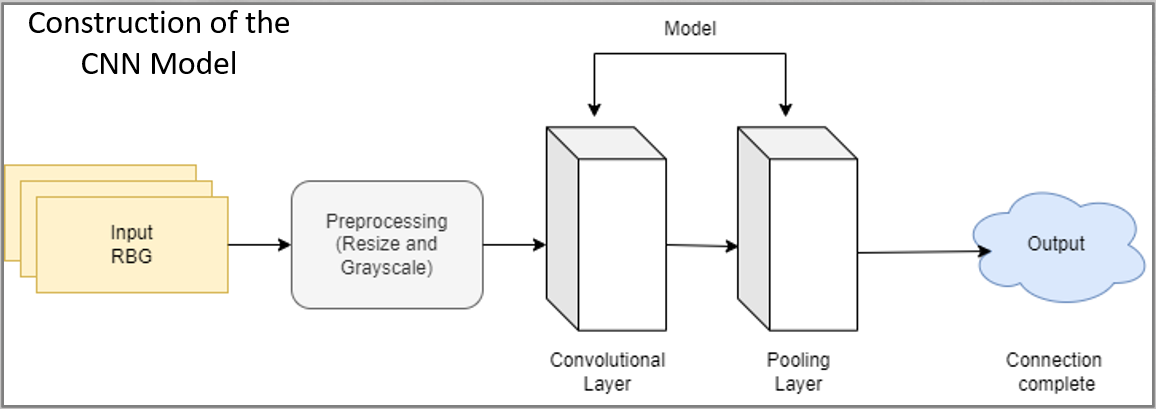 Construction of the
CNN Model
Model
Input
RBG
Preprocessing
(Resize and
Grayscale)
Output
Convolutional
Layer
Pooling
Layer
Connection
complete